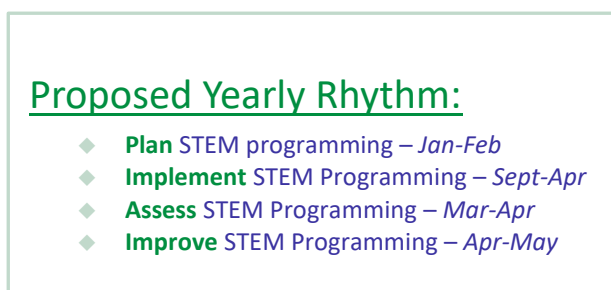 Proposed Yearly Rhythm:
Plan STEM programming – Jan-Feb
Implement STEM Programming – Sept-Apr
Assess STEM Programming – Mar-Apr
Improve STEM Programming – Apr-May